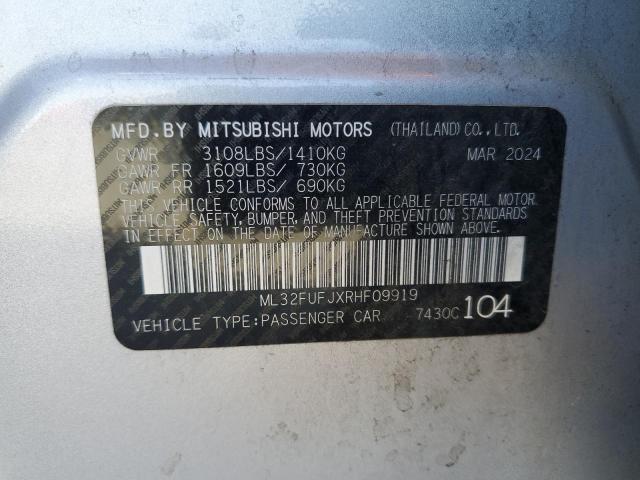 MFD.BY MITSUBISHI MOTORS (THAILAND)CO.,LTD.
GVWR 3108LBS/1410KG MAR 2024
GAWR FR 1609LBS/ 730KG
GAWR RR 1521LBS/ 690KG
THIS VEHICLE CONFORMS TO ALL APPLICABLE FEDERAL MOTOR
VEHICLE SAFETY, BUMPER, AND THEFT PREVENTION STANDARDS
IN EFFECT ON THE DATE OF MANUFACTURE SHOWN ABOVE.
ML32FUFJXRHF09919
VEHICLE TYPE:PASSENGER CAR 7430C104